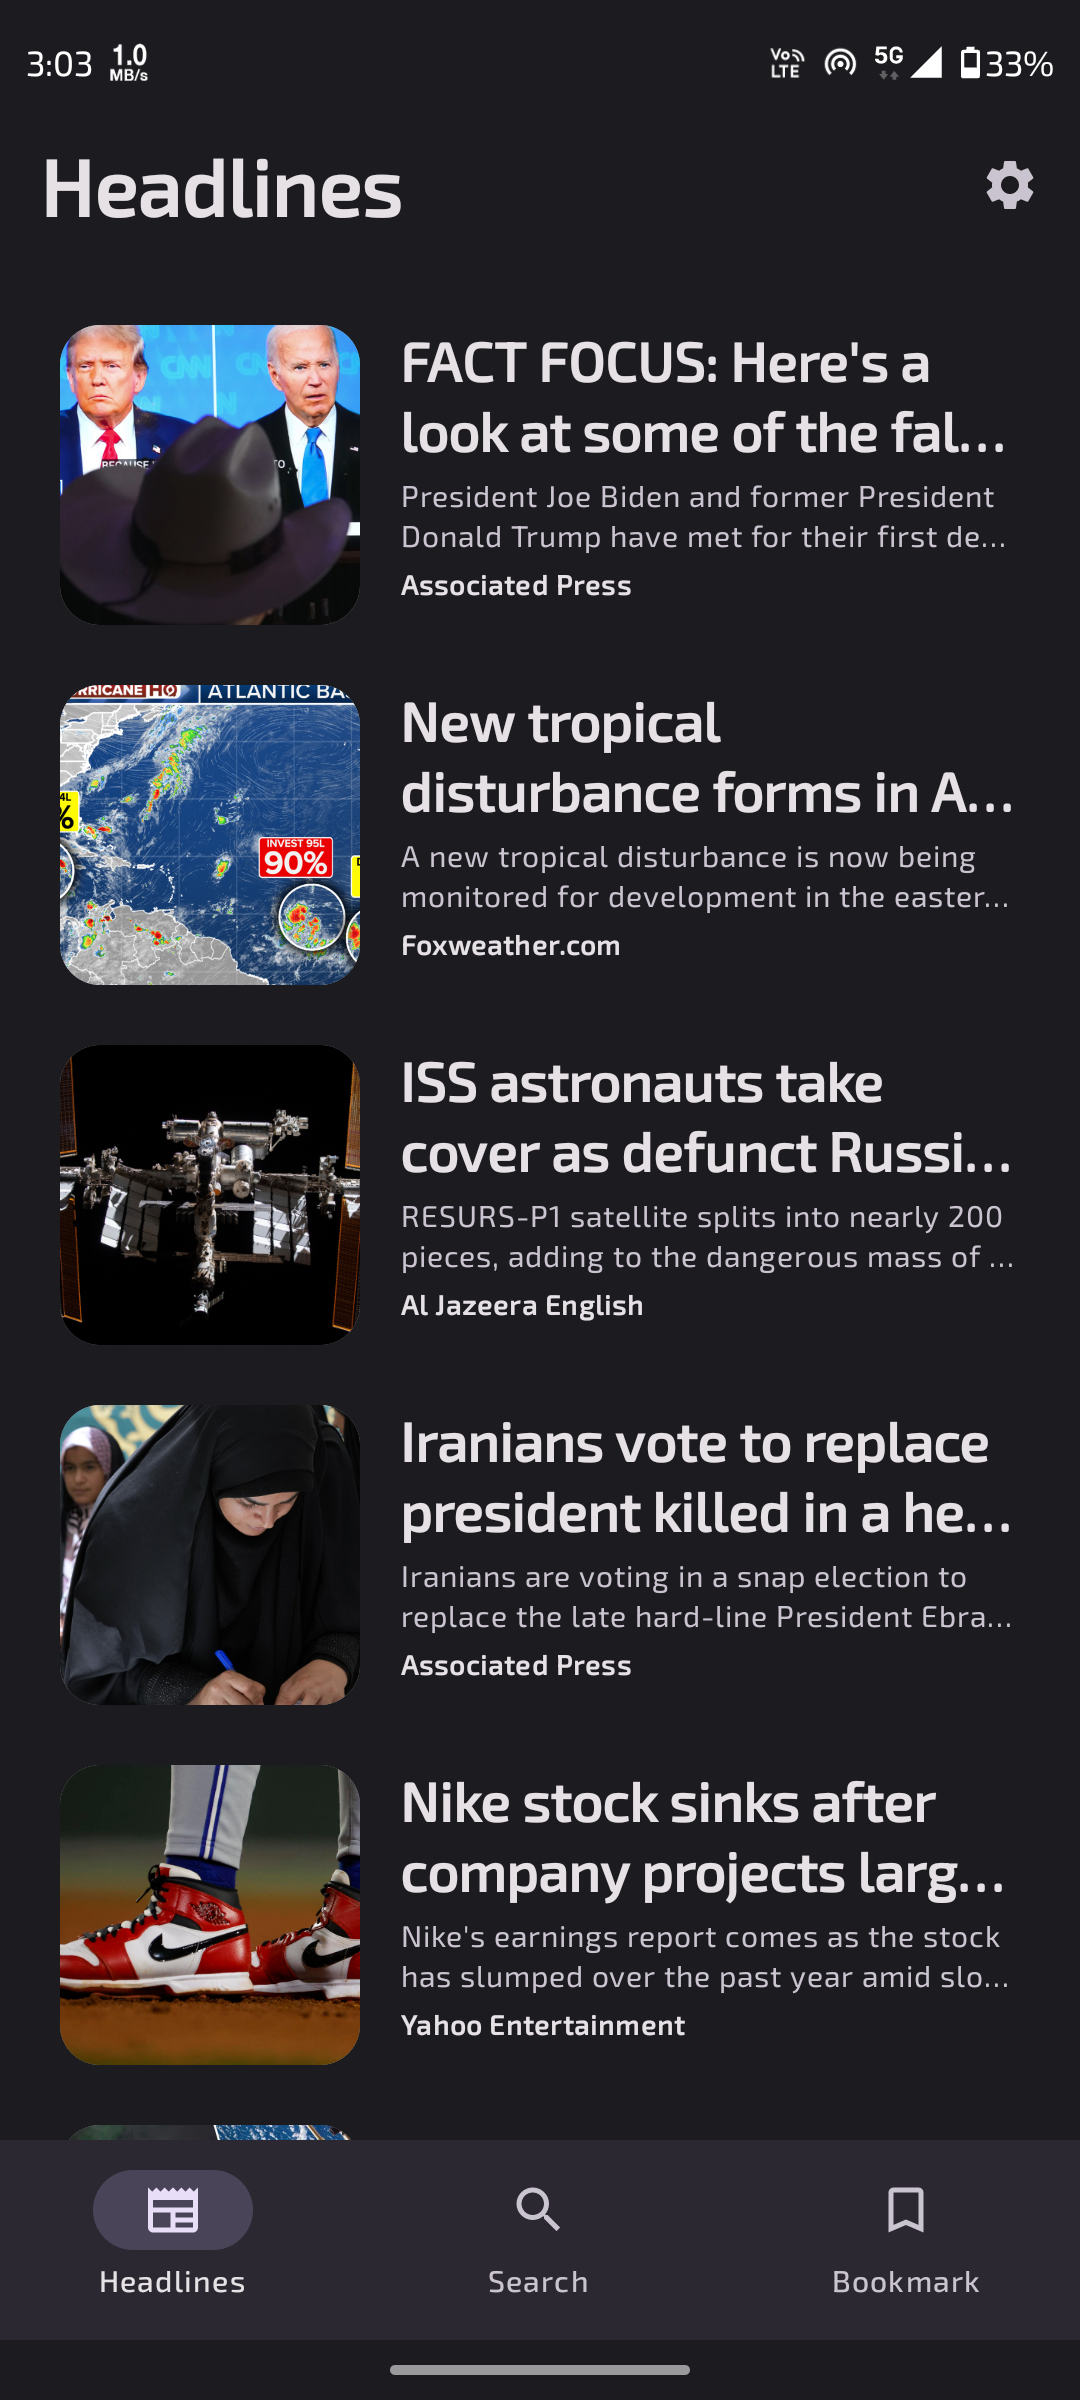 3:03 1.0 MB/s Vo LTE 5G 33%
Headlines
CNN
FACT FOCUS: Here's a
look at some of the fal...
President Joe Biden and former President
Donald Trump have met for their first de...
Associated Press
RRICANE HQ ATLANTIC BA
4L
%
INVEST 95L
90%
New tropical
disturbance forms in A...
A new tropical disturbance is now being
monitored for development in the easter...
Foxweather.com
ISS astronauts take
cover as defunct Russi...
RESURS-P1 satellite splits into nearly 200
pieces, adding to the dangerous mass of ...
Al Jazeera English
Iranians vote to replace
president killed in a he...
Iranians are voting in a snap election to
replace the late hard-line President Ebra...
Associated Press
Nike stock sinks after
company projects larg...
Nike's earnings report comes as the stock
has slumped over the past year amid slo...
Yahoo Entertainment
Headlines Search Bookmark